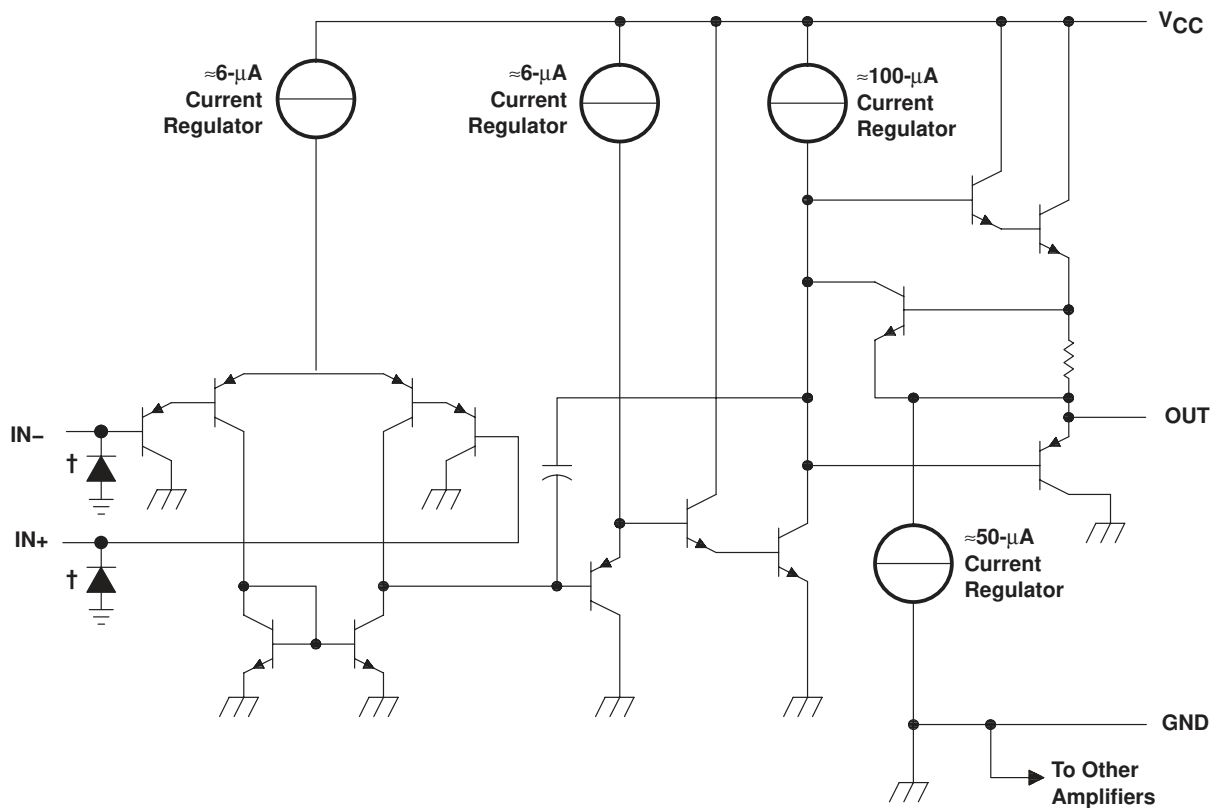 VCC
≈6-µA
Current
Regulator
≈6-µA
Current
Regulator
≈100-µA
Current
Regulator
IN−
†
OUT
IN+
†
≈50-µA
Current
Regulator
GND
To Other
Amplifiers